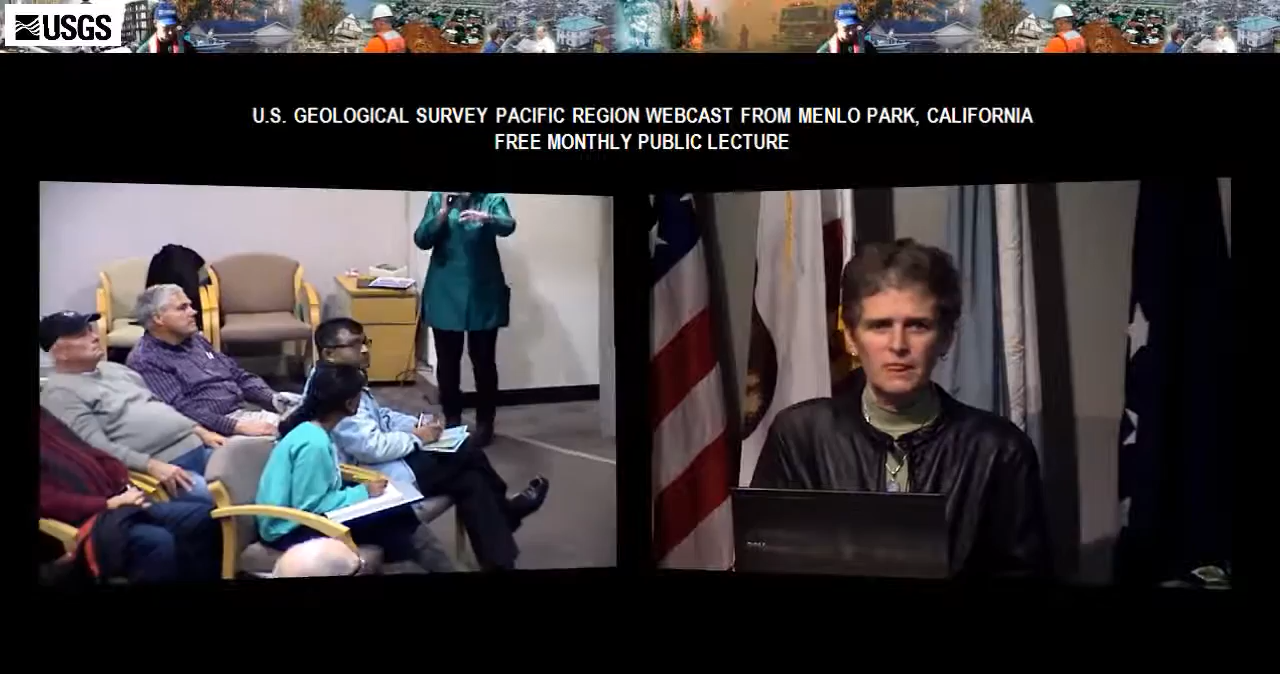 USGS
U.S. GEOLOGICAL SURVEY PACIFIC REGION WEBCAST FROM MENLO PARK, CALIFORNIA
FREE MONTHLY PUBLIC LECTURE